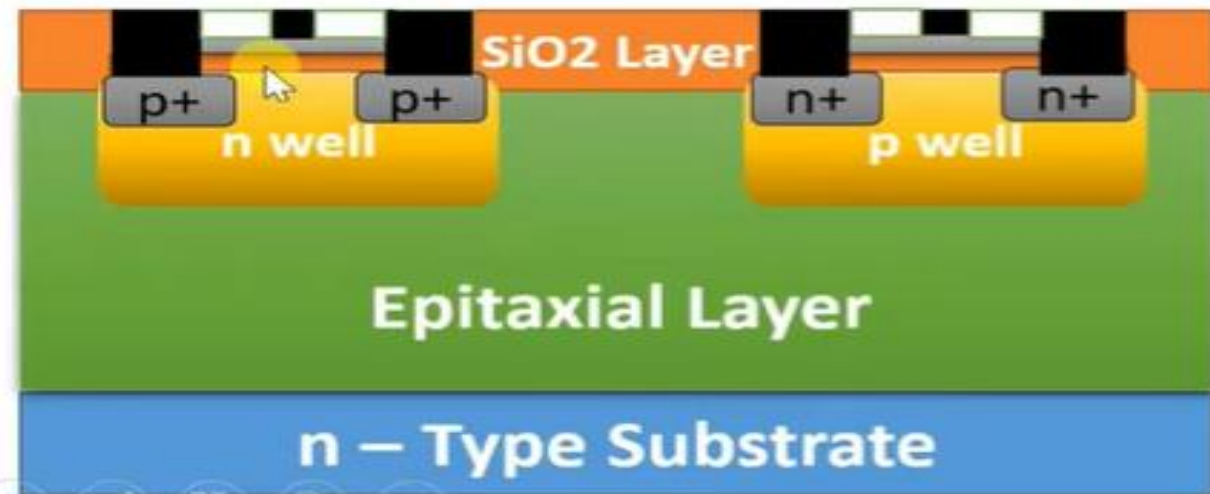 SiO2 Layer
p+ p+ n+ n+
n well p well
Epitaxial Layer
n – Type Substrate